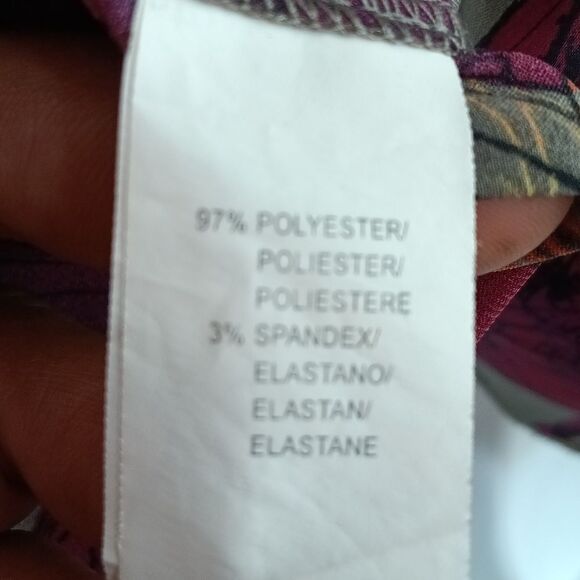 97% POLYESTER/
POLIESTER/
POLIESTERE
3% SPANDEX/
ELASTANO/
ELASTAN/
ELASTANE